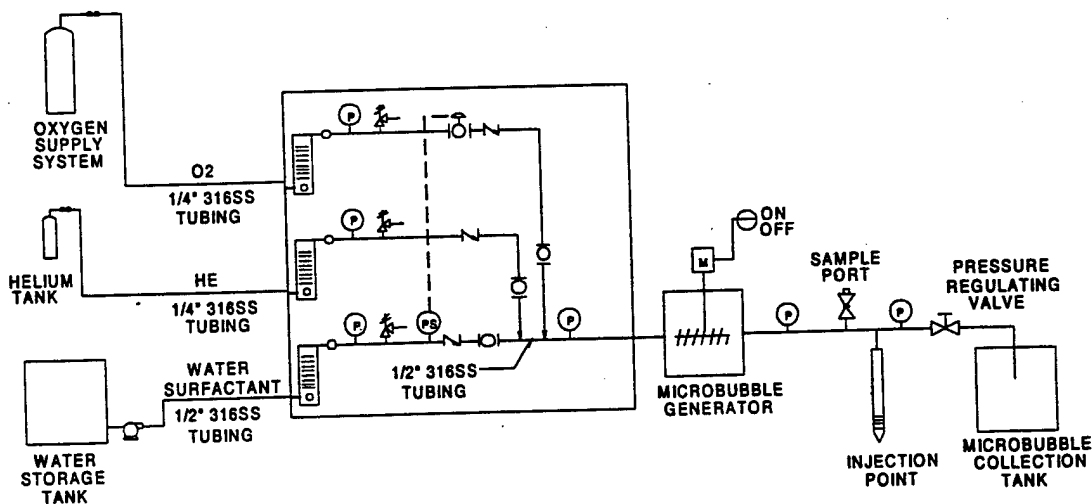 OXYGEN
SUPPLY
SYSTEM
O2
1/4" 316SS
TUBING
P
HELIUM
TANK
HE
1/4" 316SS
TUBING
P
WATER
SURFACTANT
1/2" 316SS
TUBING
WATER
STORAGE
TANK
P
PS
P
1/2" 316SS
TUBING
M
ON
OFF
MICROBUBBLE
GENERATOR
P
SAMPLE
PORT
P
PRESSURE
REGULATING
VALVE
INJECTION
POINT
MICROBUBBLE
COLLECTION
TANK